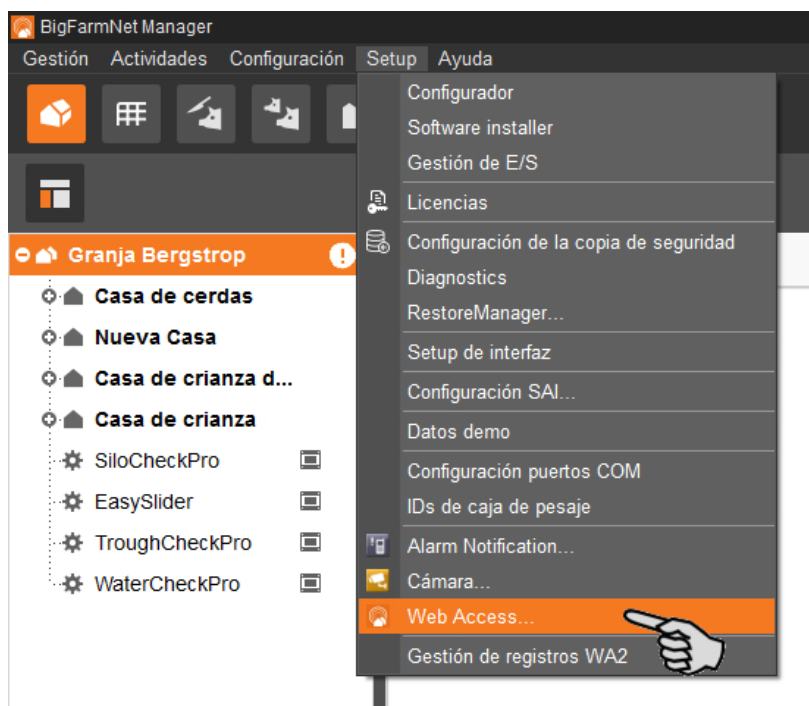 BigFarmNet Manager
Gestión Actividades Configuración Setup Ayuda
Configurador
Software installer
Gestión de E/S
Licencias
Configuración de la copia de seguridad
Diagnostics
RestoreManager...
Setup de interfaz
Configuración SAI...
Datos demo
Configuración puertos COM
IDs de caja de pesaje
Alarm Notification...
Cámara...
Web Access...
Gestión de registros WA2
Granja Bergstrop
Casa de cerdas
Nueva Casa
Casa de crianza d...
Casa de crianza
SiloCheckPro
EasySlider
TroughCheckPro
WaterCheckPro